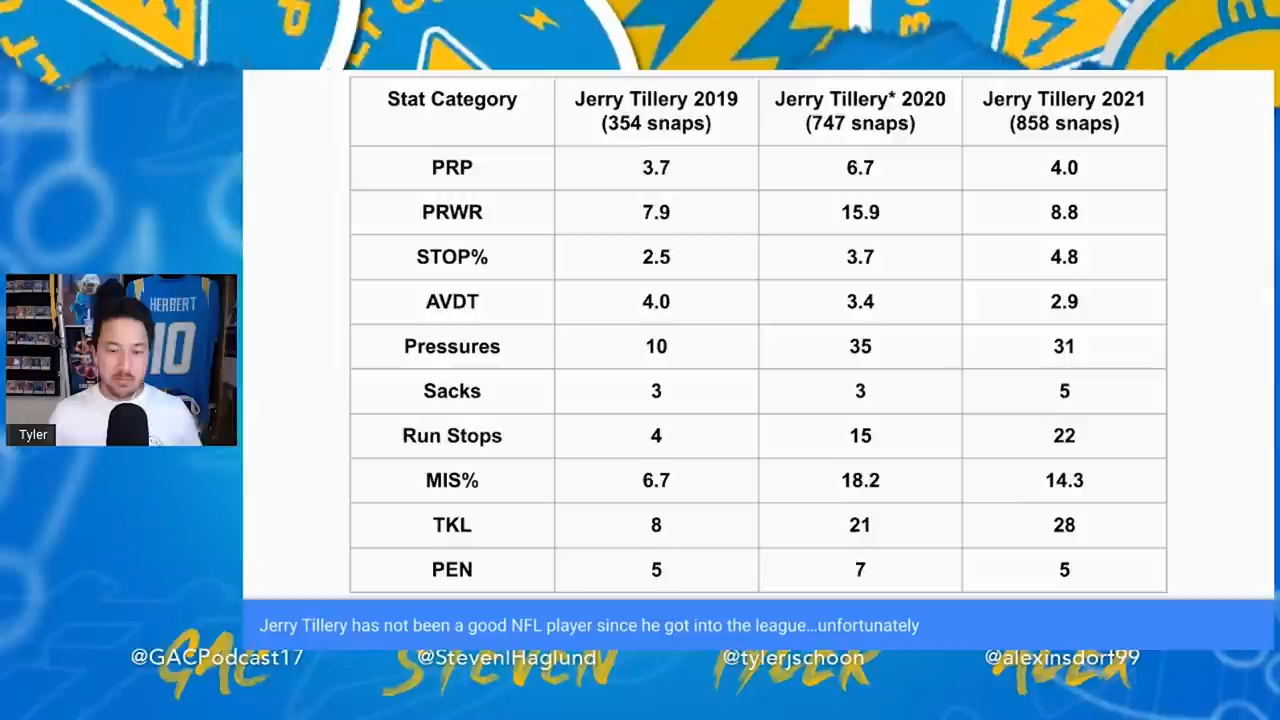 Stat Category Jerry Tillery 2019 (354 snaps) Jerry Tillery* 2020 (747 snaps) Jerry Tillery 2021 (858 snaps)
PRP 3.7 6.7 4.0
PRWR 7.9 15.9 8.8
STOP% 2.5 3.7 4.8
AVDT 4.0 3.4 2.9
Pressures 10 35 31
Sacks 3 3 5
Run Stops 4 15 22
MIS% 6.7 18.2 14.3
TKL 8 21 28
PEN 5 7 5
HERBERT
10
Tyler
Jerry Tillery has not been a good NFL player since he got into the league...unfortunately
GAC STEVEN TYLER ALEX
@GACPodcast17 @StevenIHaglund @tylerjschoon @alexinsdorf99